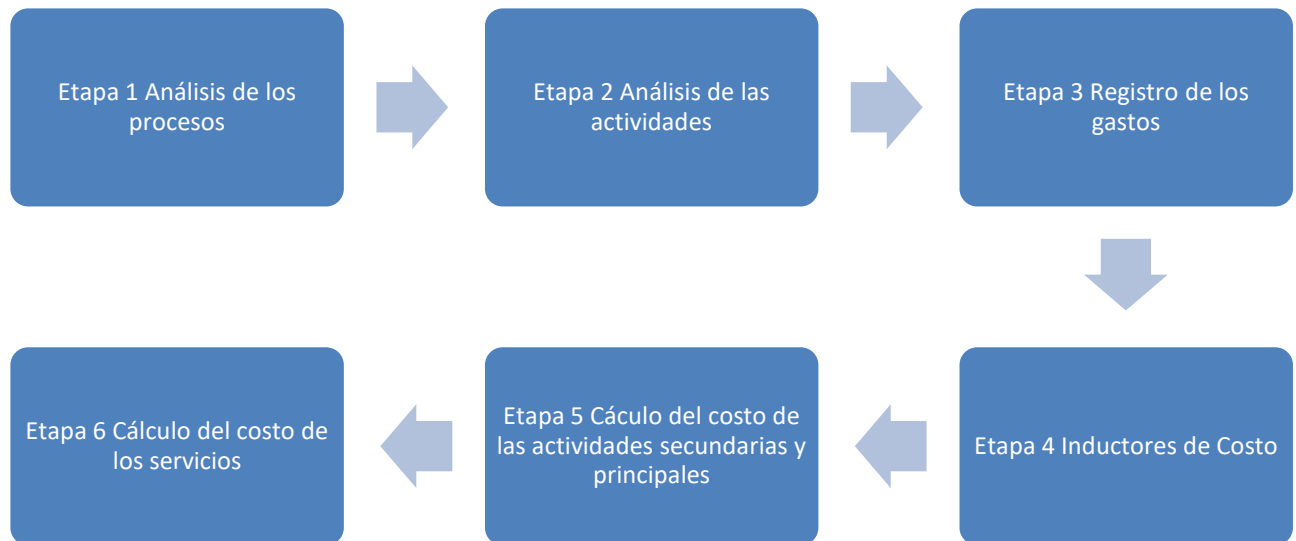 Etapa 1 Análisis de los
procesos
Etapa 2 Análisis de las
actividades
Etapa 3 Registro de los
gastos
Etapa 4 Inductores de Costo
Etapa 5 Cáculo del costo de
las actividades secundarias y
principales
Etapa 6 Cálculo del costo de
los servicios